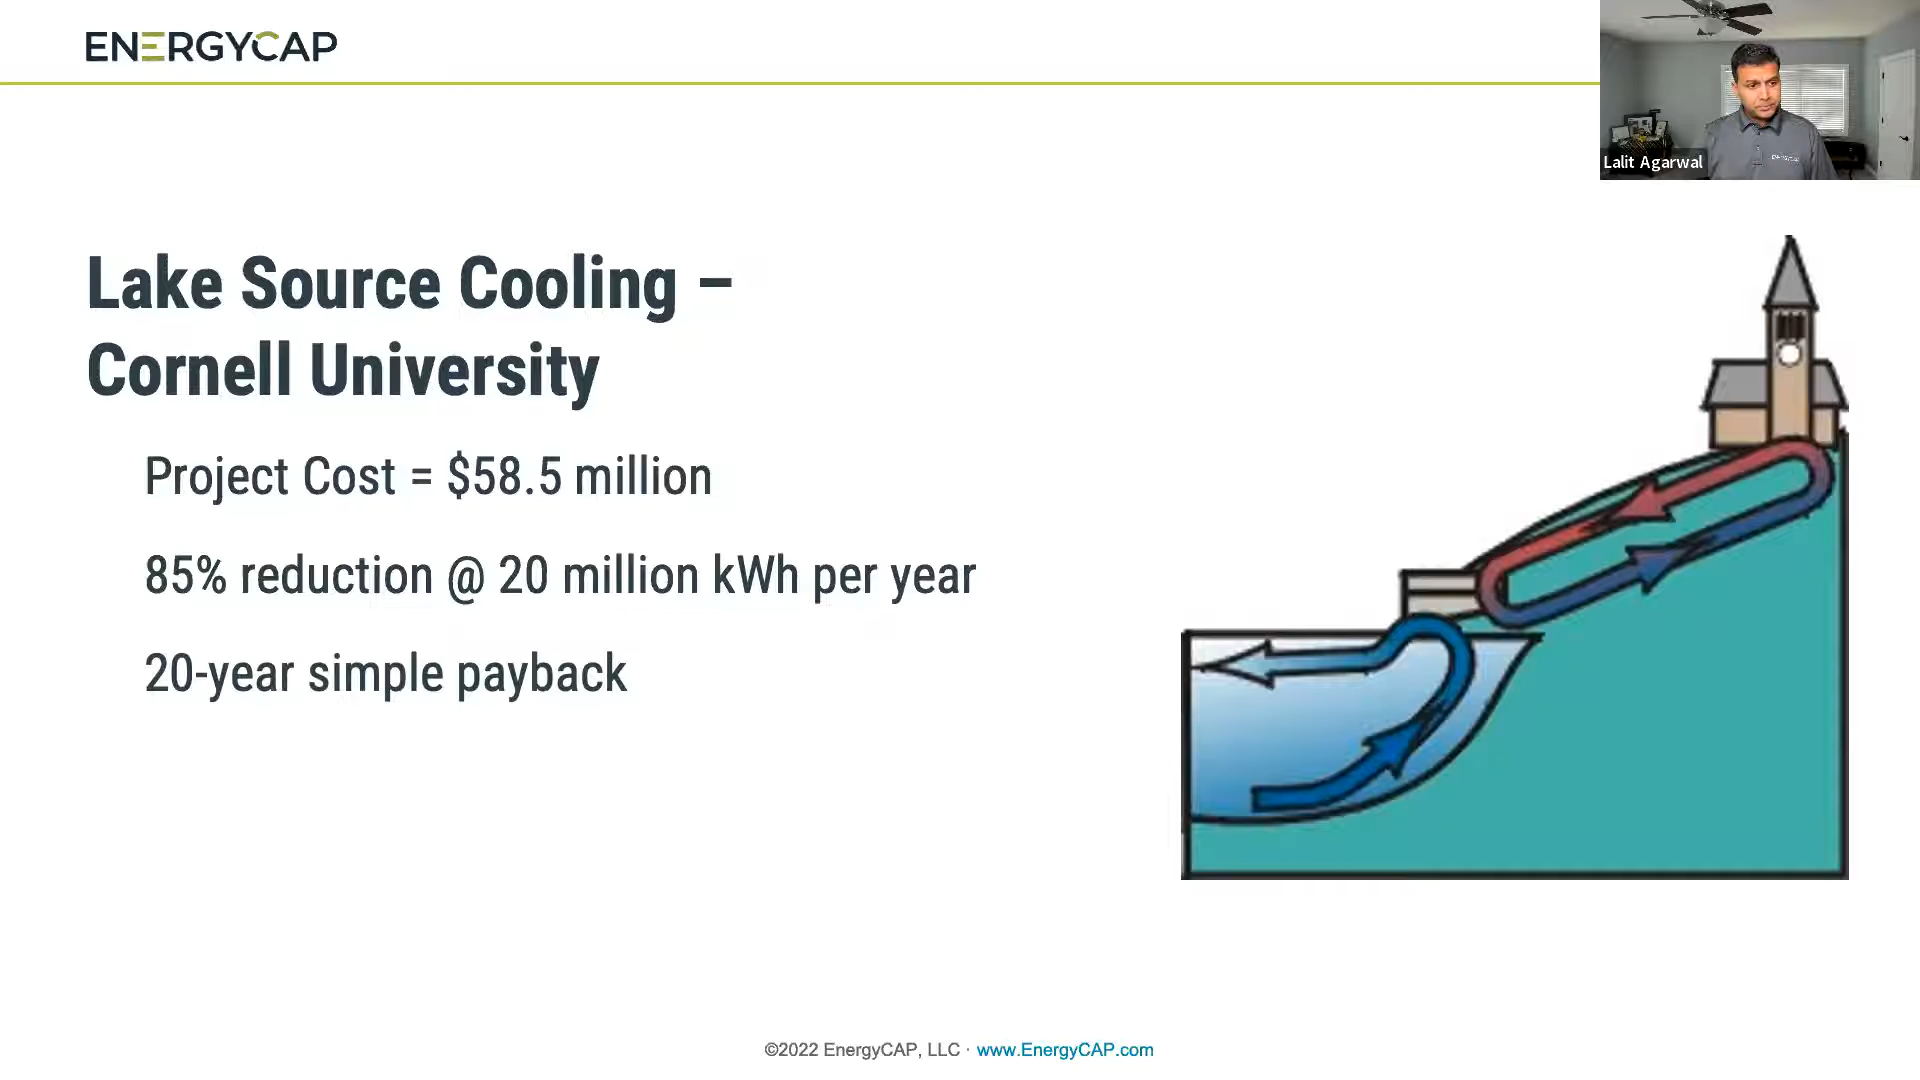 ENERGYCAP
Lalit Agarwal
Lake Source Cooling –
Cornell University
Project Cost = $58.5 million
85% reduction @ 20 million kWh per year
20-year simple payback
©2022 EnergyCAP, LLC · www.EnergyCAP.com